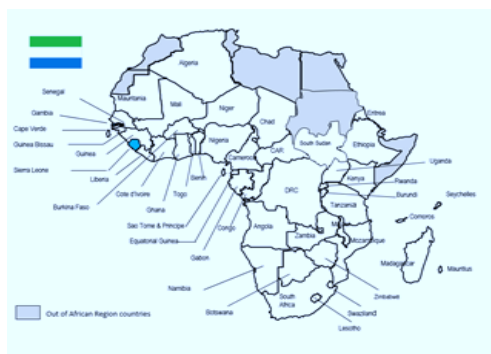 Algeria
Senegal
Mauritania
Mali
Niger
Chad
Eritrea
Gambia
Cape Verde
Guinea Bissau
Guinea
Nigeria
CAR
South Sudan
Ethiopia
Uganda
Sierra Leone
Liberia
Cameroon
Kenya
Rwanda
Burundi
Cote d'Ivoire
Togo
Benin
DRC
Burkina Faso
Ghana
Tanzania
Seychelles
Sao Tome & Principe
Congo
Comoros
Equatorial Guinea
Angola
Zambia
Mozambique
Gabon
Madagascar
Mauritius
Namibia
Zimbabwe
Botswana
South
Africa
Swaziland
Lesotho
Out of African Region countries